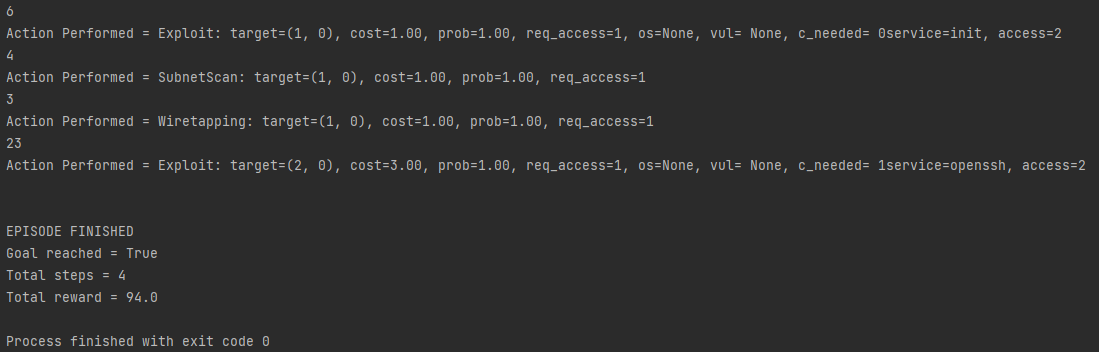 6
Action Performed = Exploit: target=(1, 0), cost=1.00, prob=1.00, req_access=1, os=None, vul= None, c_needed= 0service=init, access=2
4
Action Performed = SubnetScan: target=(1, 0), cost=1.00, prob=1.00, req_access=1
3
Action Performed = Wiretapping: target=(1, 0), cost=1.00, prob=1.00, req_access=1
23
Action Performed = Exploit: target=(2, 0), cost=3.00, prob=1.00, req_access=1, os=None, vul= None, c_needed= 1service=openssh, access=2
EPISODE FINISHED
Goal reached = True
Total steps = 4
Total reward = 94.0
Process finished with exit code 0